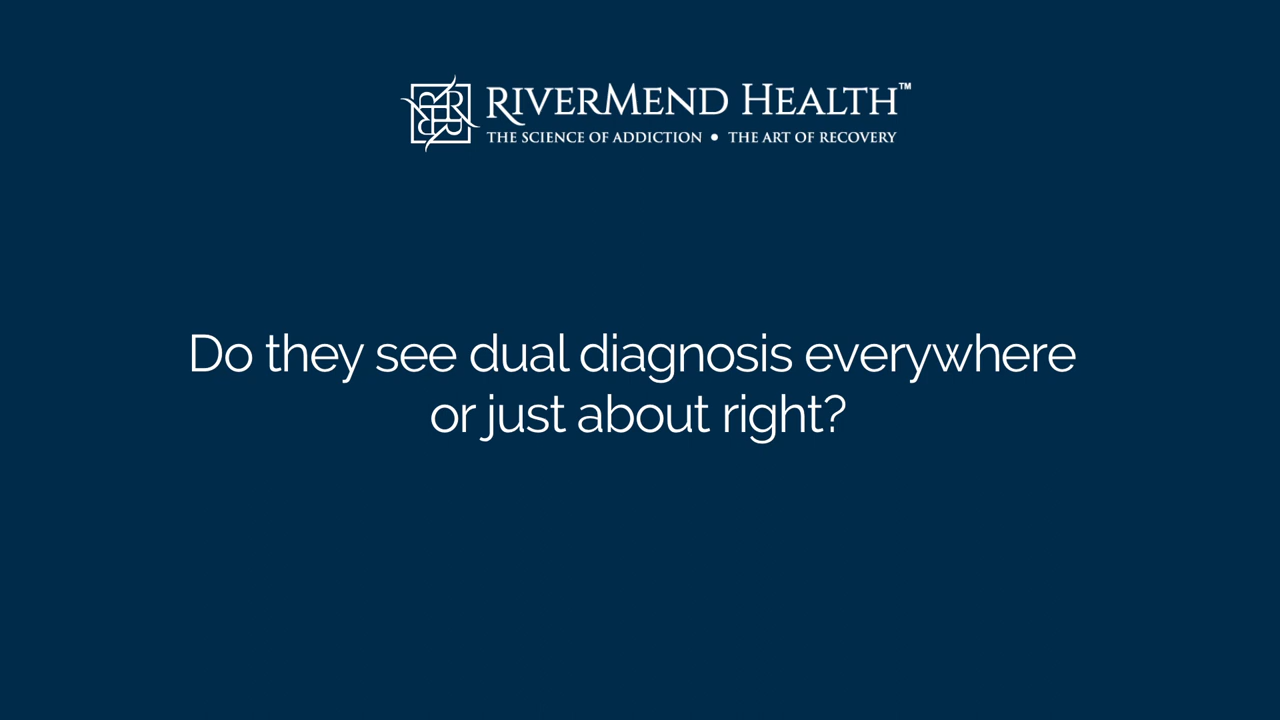 RIVERMEND HEALTH™
THE SCIENCE OF ADDICTION • THE ART OF RECOVERY
Do they see dual diagnosis everywhere
or just about right?